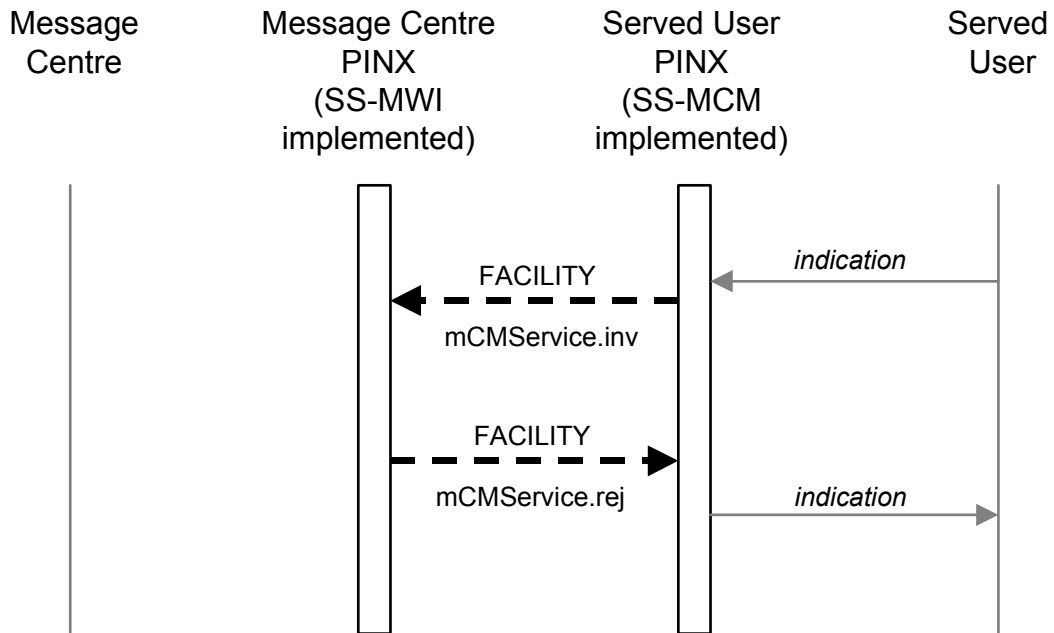 Message
Centre
Message Centre
PINX
(SS-MWI
implemented)
Served User
PINX
(SS-MCM
implemented)
Served
User
indication
FACILITY
mCMService.inv
FACILITY
mCMService.rej
indication